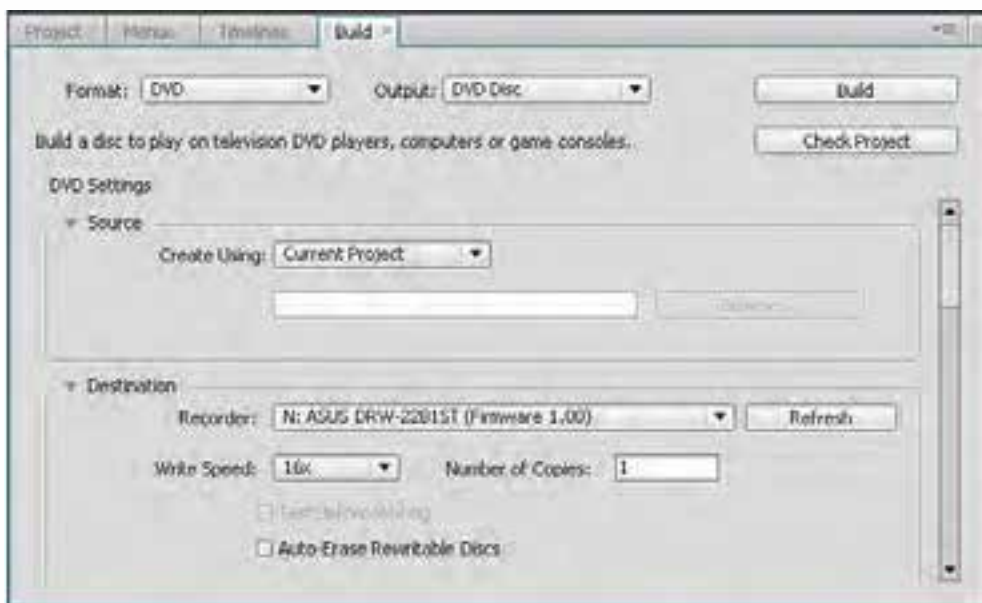 Project Menus Timelines Build ×
Format: DVD Output: DVD Disc Build
Build a disc to play on television DVD players, computers or game consoles. Check Project
DVD Settings
Source
Create Using: Current Project
Destination
Recorder: N: ASUS DRW-22B1ST (Firmware 1.00) Refresh
Write Speed: 16x Number of Copies: 1
Auto-Erase Rewritable Discs